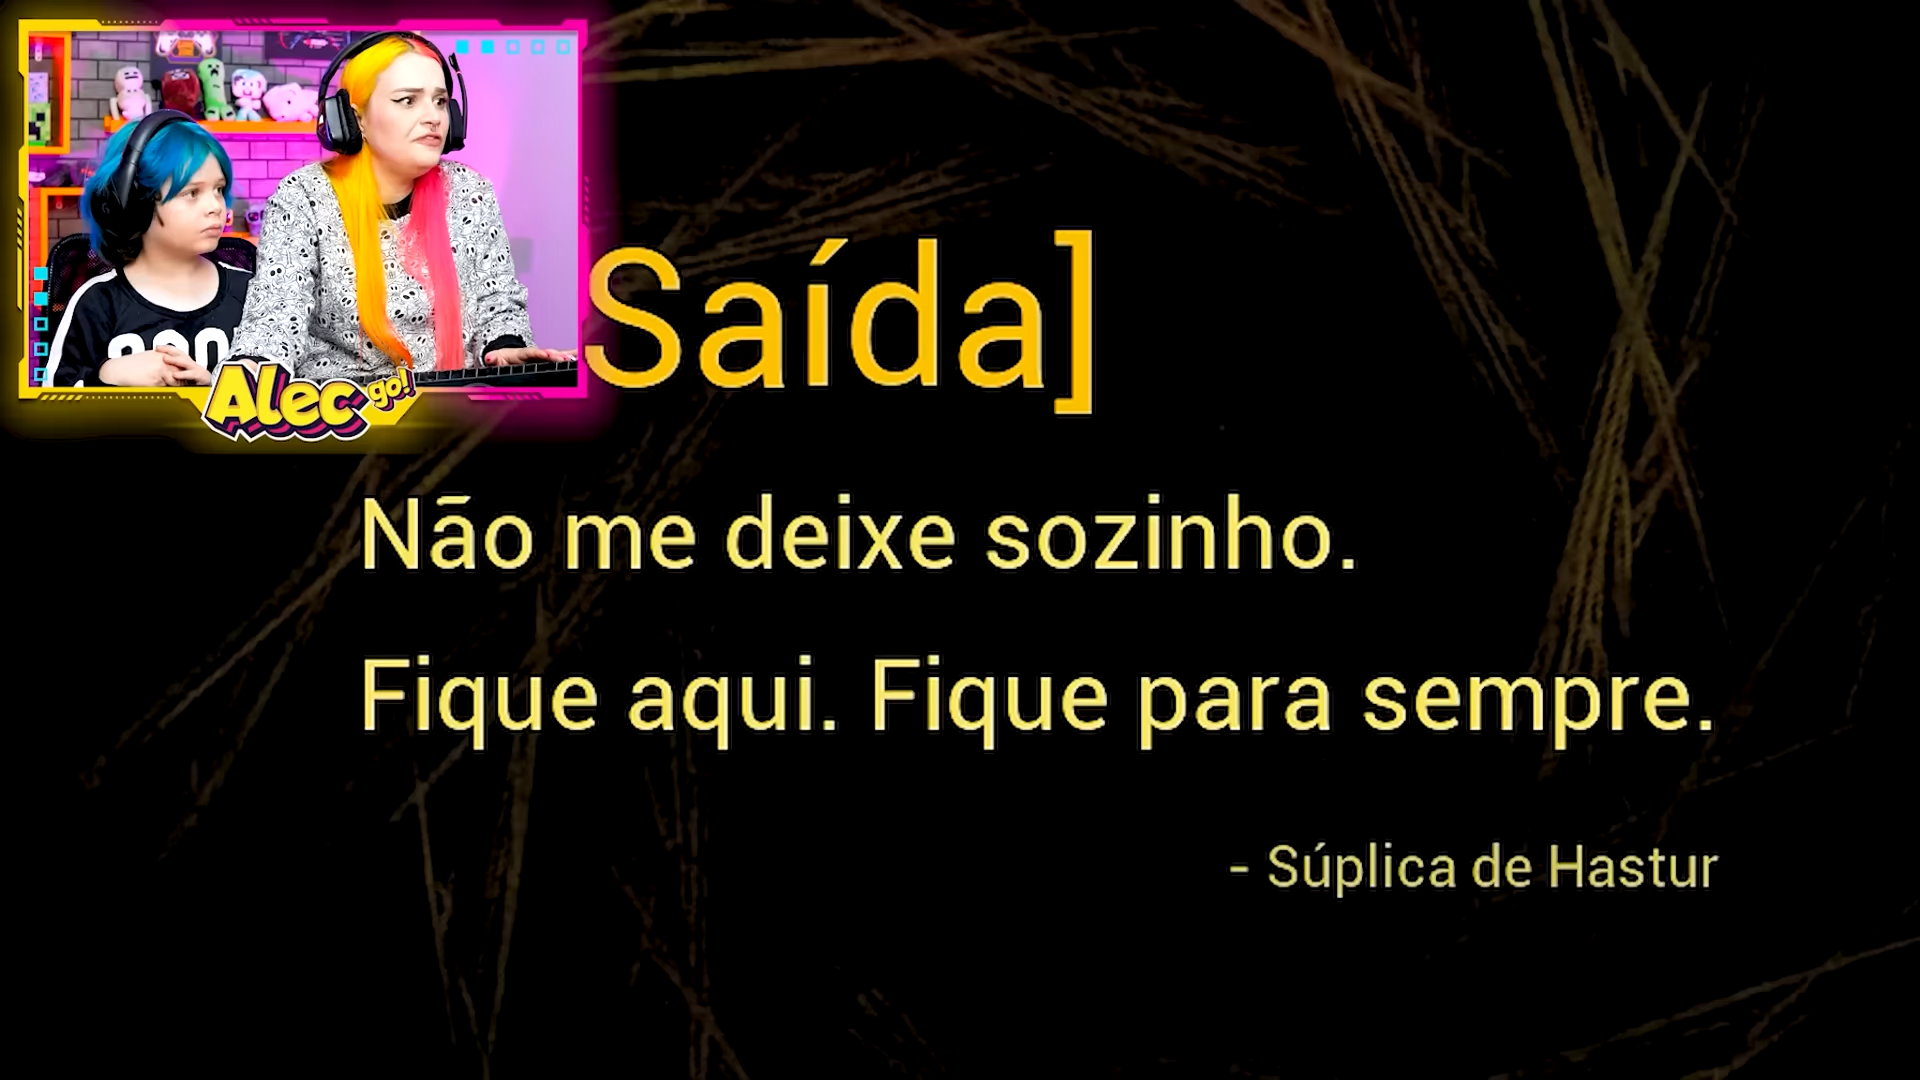 Alec go!
Saída]
Não me deixe sozinho.
Fique aqui. Fique para sempre.
- Súplica de Hastur